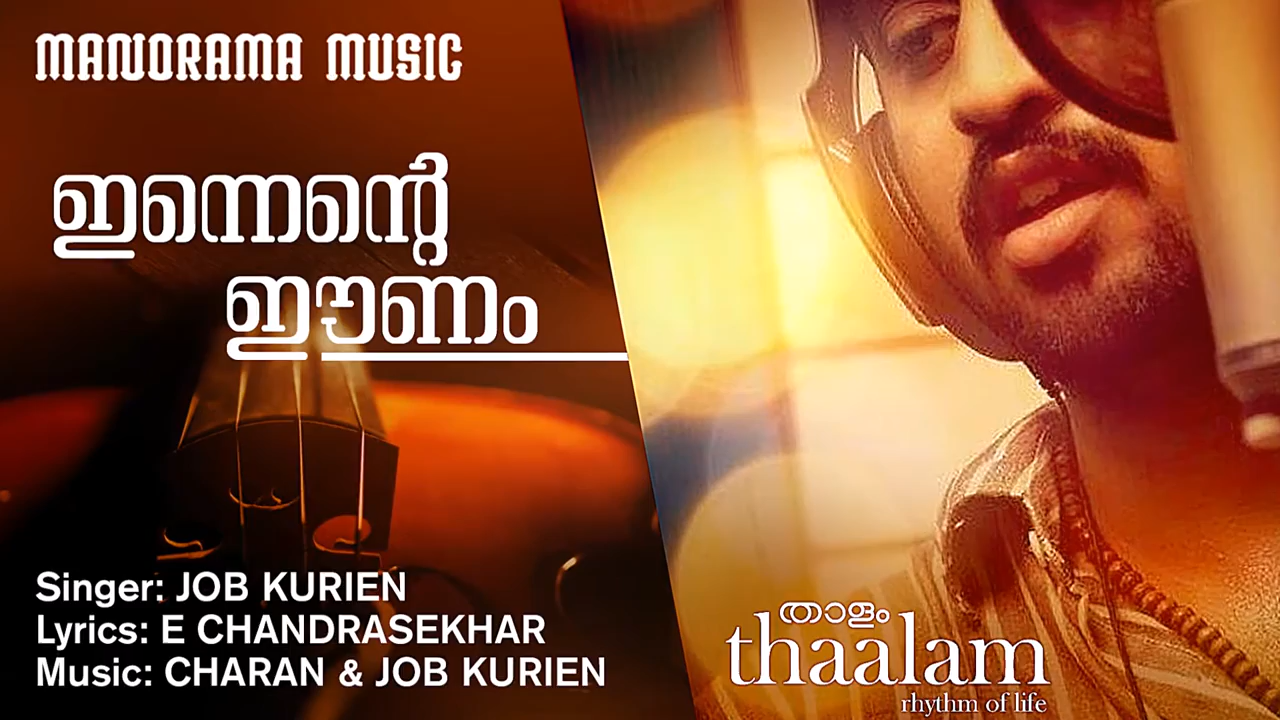 MANORAMA MUSIC
ഇന്നെന്റെ
ഈണം
Singer: JOB KURIEN
Lyrics: E CHANDRASEKHAR
Music: CHARAN & JOB KURIEN
താളം
thaalam
rhythm of life